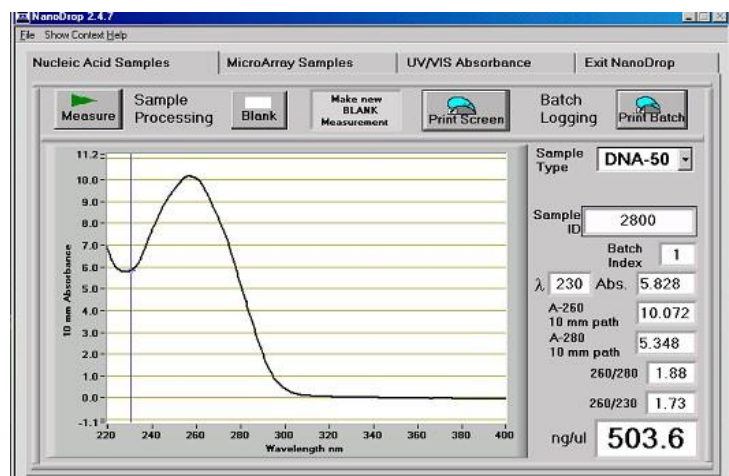 NanoDrop 2.4.7
File Show Context Help
Nucleic Acid Samples MicroArray Samples UV/VIS Absorbance Exit NanoDrop
Measure
Sample Processing
Blank
Make new BLANK Measurement
Print Screen
Batch Logging
Print Batch
11.2
10.0
9.0
8.0
7.0
6.0
5.0
4.0
3.0
2.0
1.0
0.0
-1.1
10 mm Absorbance
220 240 260 280 300 320 340 360 380 400
Wavelength nm
Sample Type DNA-50
Sample ID 2800
Batch Index 1
λ 230 Abs. 5.828
A-260 10 mm path 10.072
A-280 10 mm path 5.348
260/280 1.88
260/230 1.73
ng/ul 503.6